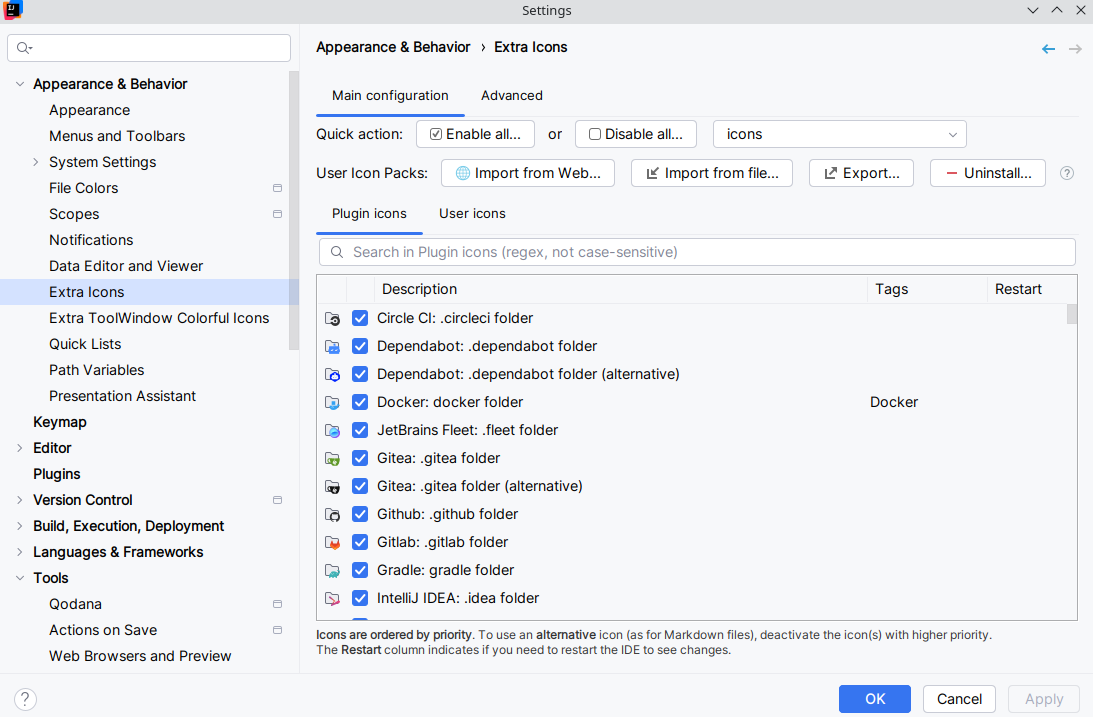 Settings
Appearance & Behavior › Extra Icons
Appearance & Behavior
Appearance
Menus and Toolbars
System Settings
File Colors
Scopes
Notifications
Data Editor and Viewer
Extra Icons
Extra ToolWindow Colorful Icons
Quick Lists
Path Variables
Presentation Assistant
Keymap
Editor
Plugins
Version Control
Build, Execution, Deployment
Languages & Frameworks
Tools
Qodana
Actions on Save
Web Browsers and Preview
Main configuration Advanced
Quick action: Enable all... or Disable all... icons
User Icon Packs: Import from Web... Import from file... Export... Uninstall... ?
Plugin icons User icons
Search in Plugin icons (regex, not case-sensitive)
Description Tags Restart
Circle CI: .circleci folder
Dependabot: .dependabot folder
Dependabot: .dependabot folder (alternative)
Docker: docker folder Docker
JetBrains Fleet: .fleet folder
Gitea: .gitea folder
Gitea: .gitea folder (alternative)
Github: .github folder
Gitlab: .gitlab folder
Gradle: gradle folder
IntelliJ IDEA: .idea folder
Icons are ordered by priority. To use an alternative icon (as for Markdown files), deactivate the icon(s) with higher priority.
The Restart column indicates if you need to restart the IDE to see changes.
? OK Cancel Apply